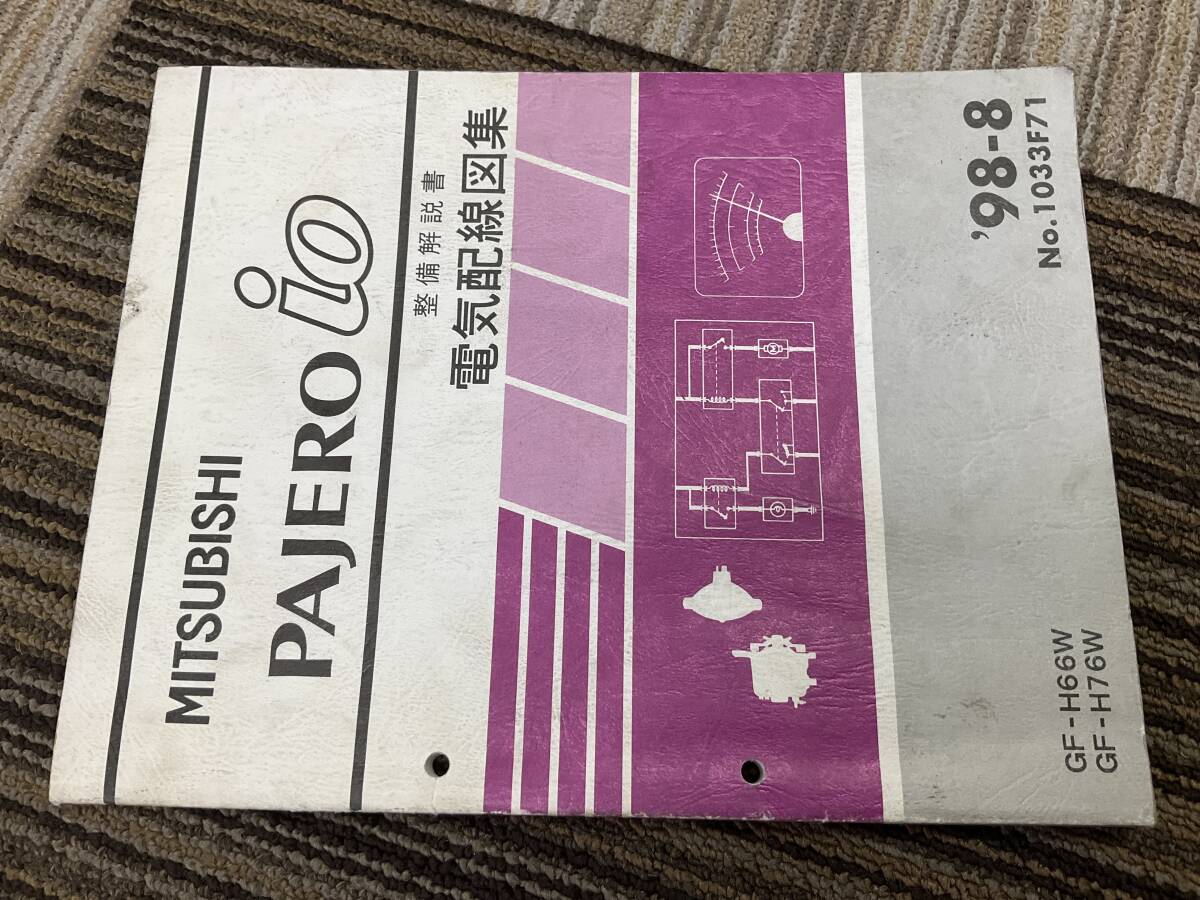 MITSUBISHI
PAJERO io
整備解説書
電気配線図集
'98-8
No.1033F71
GF-H66W
GF-H76W